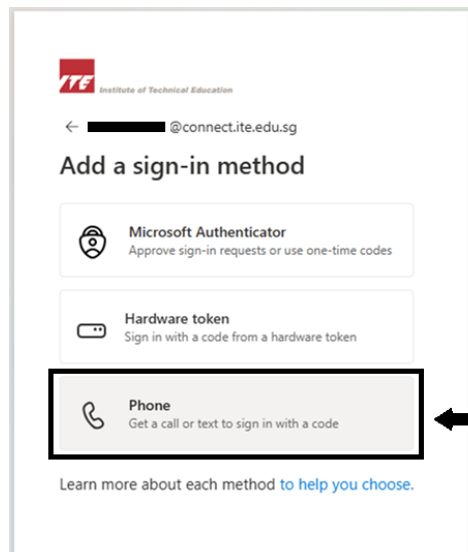 ITE Institute of Technical Education
@connect.ite.edu.sg
Add a sign-in method
Microsoft Authenticator
Approve sign-in requests or use one-time codes
Hardware token
Sign in with a code from a hardware token
Phone
Get a call or text to sign in with a code
Learn more about each method to help you choose.